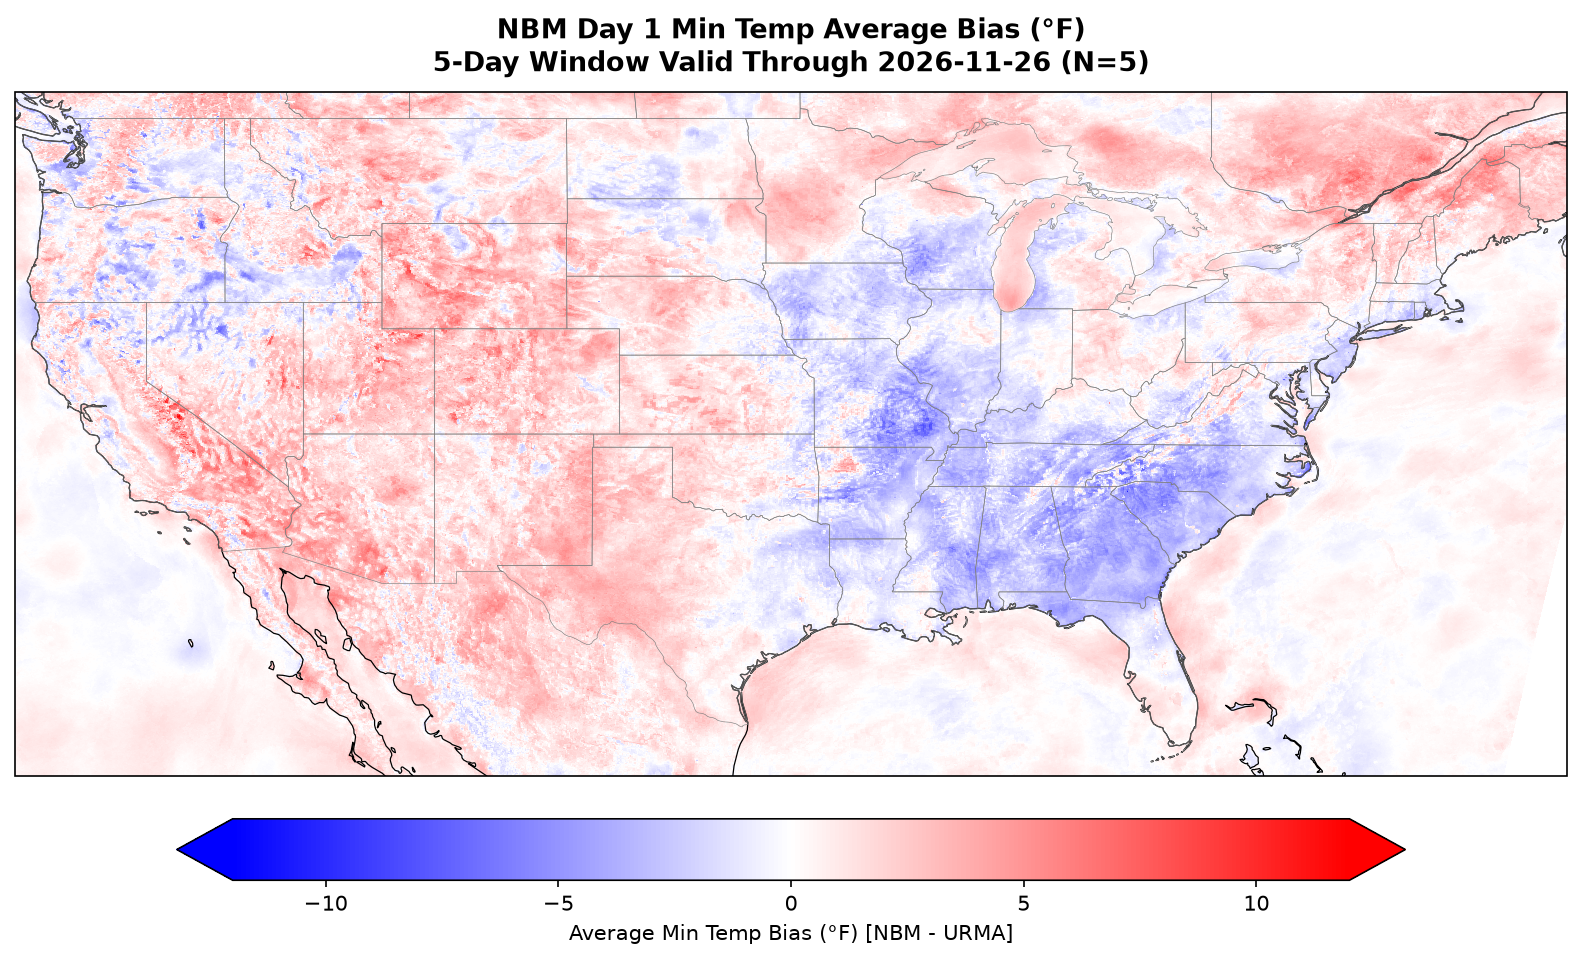 NBM Day 1 Min Temp Average Bias (°F)
5-Day Window Valid Through 2026-11-26 (N=5)
−10 −5 0 5 10
Average Min Temp Bias (°F) [NBM - URMA]